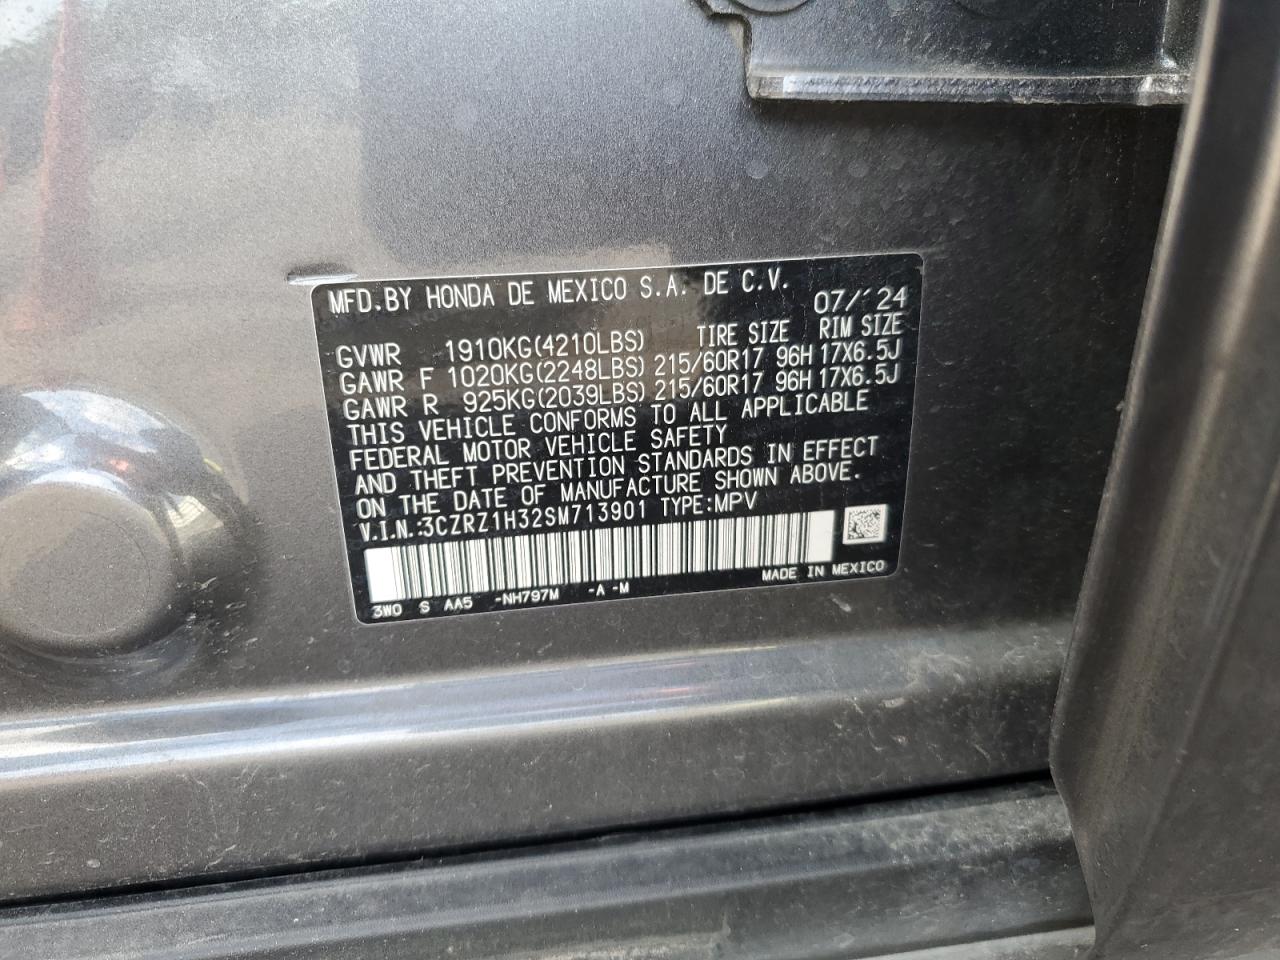 MFD.BY HONDA DE MEXICO S.A. DE C.V.
07/'24
TIRE SIZE RIM SIZE
GVWR 1910KG(4210LBS)
GAWR F 1020KG(2248LBS) 215/60R17 96H 17X6.5J
GAWR R 925KG(2039LBS) 215/60R17 96H 17X6.5J
THIS VEHICLE CONFORMS TO ALL APPLICABLE
FEDERAL MOTOR VEHICLE SAFETY
AND THEFT PREVENTION STANDARDS IN EFFECT
ON THE DATE OF MANUFACTURE SHOWN ABOVE.
V.I.N.:3CZRZ1H32SM713901 TYPE:MPV
MADE IN MEXICO
3W0 S AA5 -NH797M -A -M